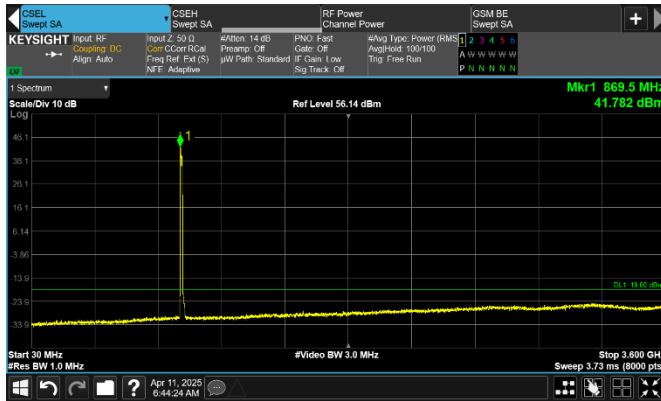 CSEL
Swept SA
CSEH
Swept SA
RF Power
Channel Power
GSM BE
Swept SA
+
KEYSIGHT
Input: RF
Coupling: DC
Align: Auto
Input Z: 50 Ω
Corr CCorr RCal
Freq Ref: Ext (S)
NFE: Adaptive
#Atten: 14 dB
Preamp: Off
µW Path: Standard
PNO: Fast
Gate: Off
IF Gain: Low
Sig Track: Off
#Avg Type: Power (RMS
Avg|Hold: 100/100
Trig: Free Run
1 2 3 4 5 6
A W W W W W
P N N N N N
1 Spectrum
Scale/Div 10 dB
Ref Level 56.14 dBm
Mkr1 869.5 MHz
41.782 dBm
Log
1
46.1
36.1
26.1
16.1
6.14
-3.86
-13.9
-23.9
-33.9
Start 30 MHz
#Res BW 1.0 MHz
#Video BW 3.0 MHz
Stop 3.600 GH
Sweep 3.73 ms (8000 pts
?
Apr 11, 2025
6:44:24 AM